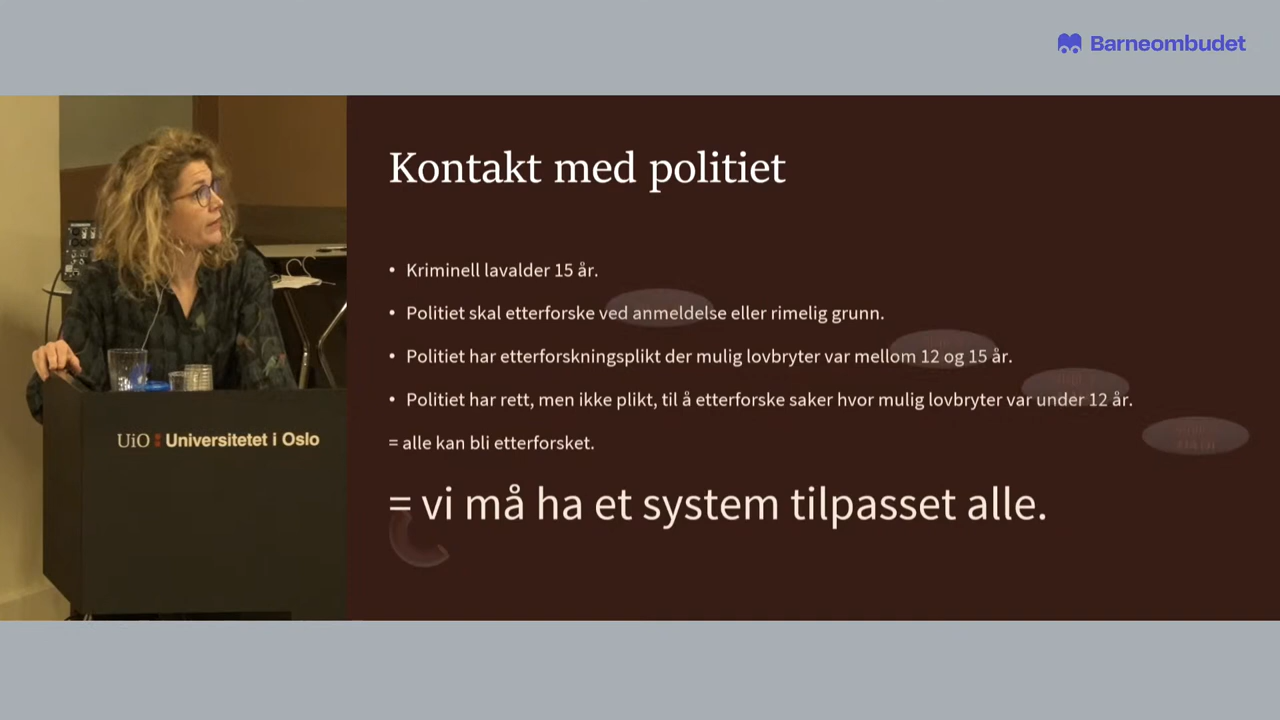 Barneombudet
Kontakt med politiet
• Kriminell lavalder 15 år.
• Politiet skal etterforske ved anmeldelse eller rimelig grunn.
• Politiet har etterforskningsplikt der mulig lovbryter var mellom 12 og 15 år.
• Politiet har rett, men ikke plikt, til å etterforske saker hvor mulig lovbryter var under 12 år.
= alle kan bli etterforsket.
= vi må ha et system tilpasset alle.
UiO : Universitetet i Oslo